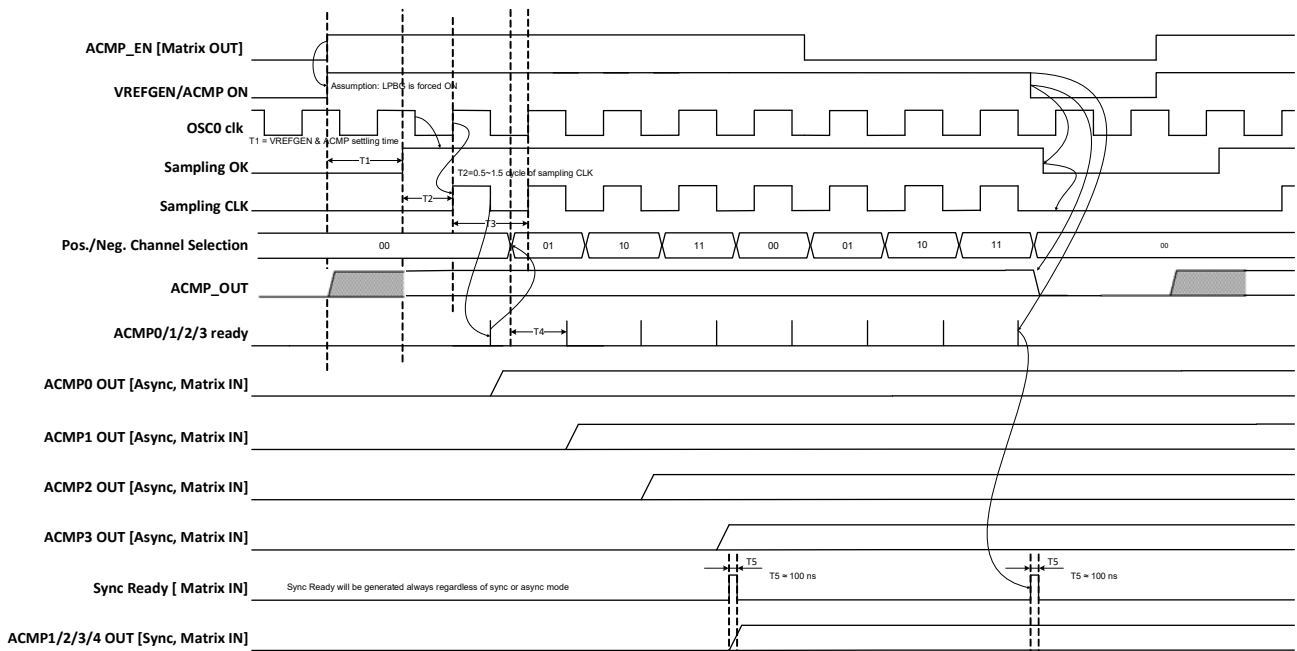 ACMP_EN [Matrix OUT]
VREFGEN/ACMP ON
Assumption: LPBG is forced ON
OSC0 clk
T1 = VREFGEN & ACMP settling time
T1
Sampling OK
T2=0.5~1.5 cycle of sampling CLK
T2
Sampling CLK
T3
Pos./Neg. Channel Selection
00 01 10 11 00 01 10 11 00
ACMP_OUT
ACMP0/1/2/3 ready
T4
ACMP0 OUT [Async, Matrix IN]
ACMP1 OUT [Async, Matrix IN]
ACMP2 OUT [Async, Matrix IN]
ACMP3 OUT [Async, Matrix IN]
T5 T5
T5 ≈ 100 ns T5 ≈ 100 ns
Sync Ready [ Matrix IN]
Sync Ready will be generated always regardless of sync or async mode
ACMP1/2/3/4 OUT [Sync, Matrix IN]